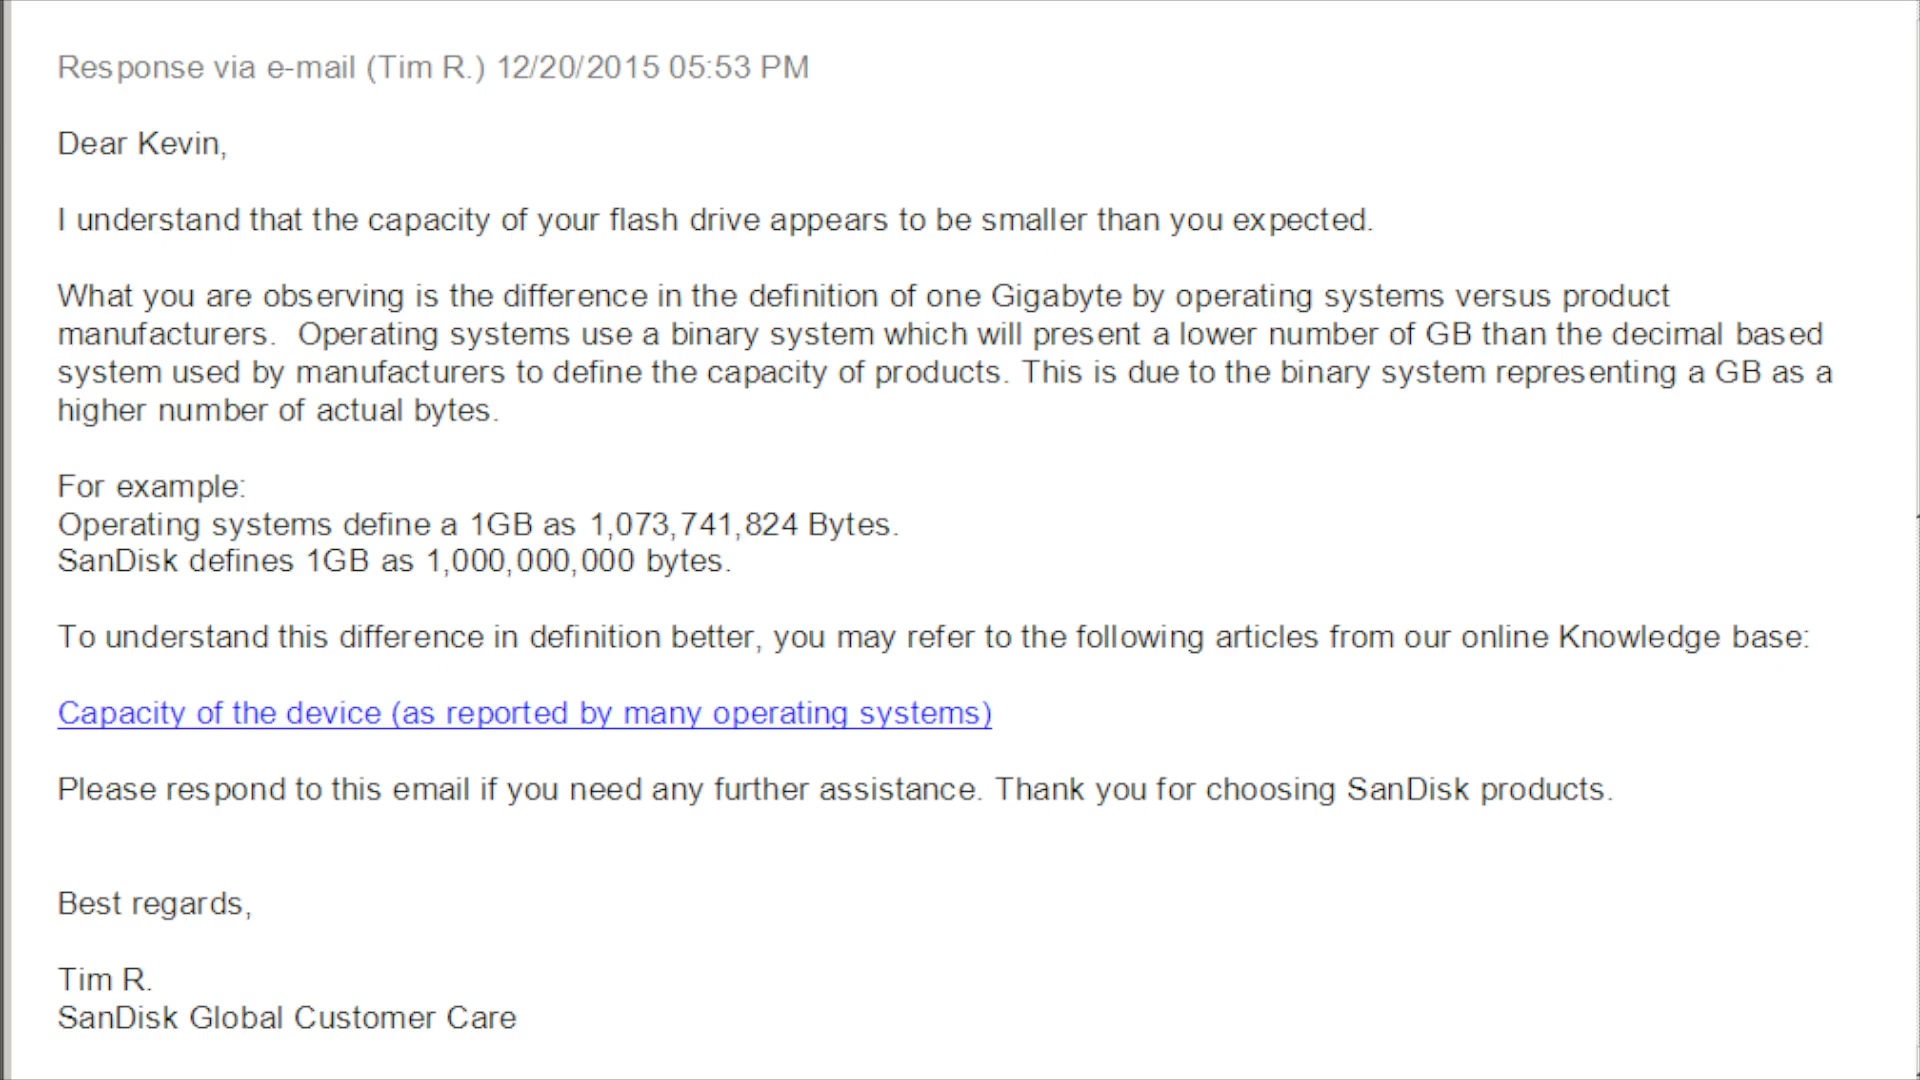 Response via e-mail (Tim R.) 12/20/2015 05:53 PM
Dear Kevin,
I understand that the capacity of your flash drive appears to be smaller than you expected.
What you are observing is the difference in the definition of one Gigabyte by operating systems versus product
manufacturers.  Operating systems use a binary system which will present a lower number of GB than the decimal based
system used by manufacturers to define the capacity of products. This is due to the binary system representing a GB as a
higher number of actual bytes.
For example:
Operating systems define a 1GB as 1,073,741,824 Bytes.
SanDisk defines 1GB as 1,000,000,000 bytes.
To understand this difference in definition better, you may refer to the following articles from our online Knowledge base:
Capacity of the device (as reported by many operating systems)
Please respond to this email if you need any further assistance. Thank you for choosing SanDisk products.
Best regards,
Tim R.
SanDisk Global Customer Care